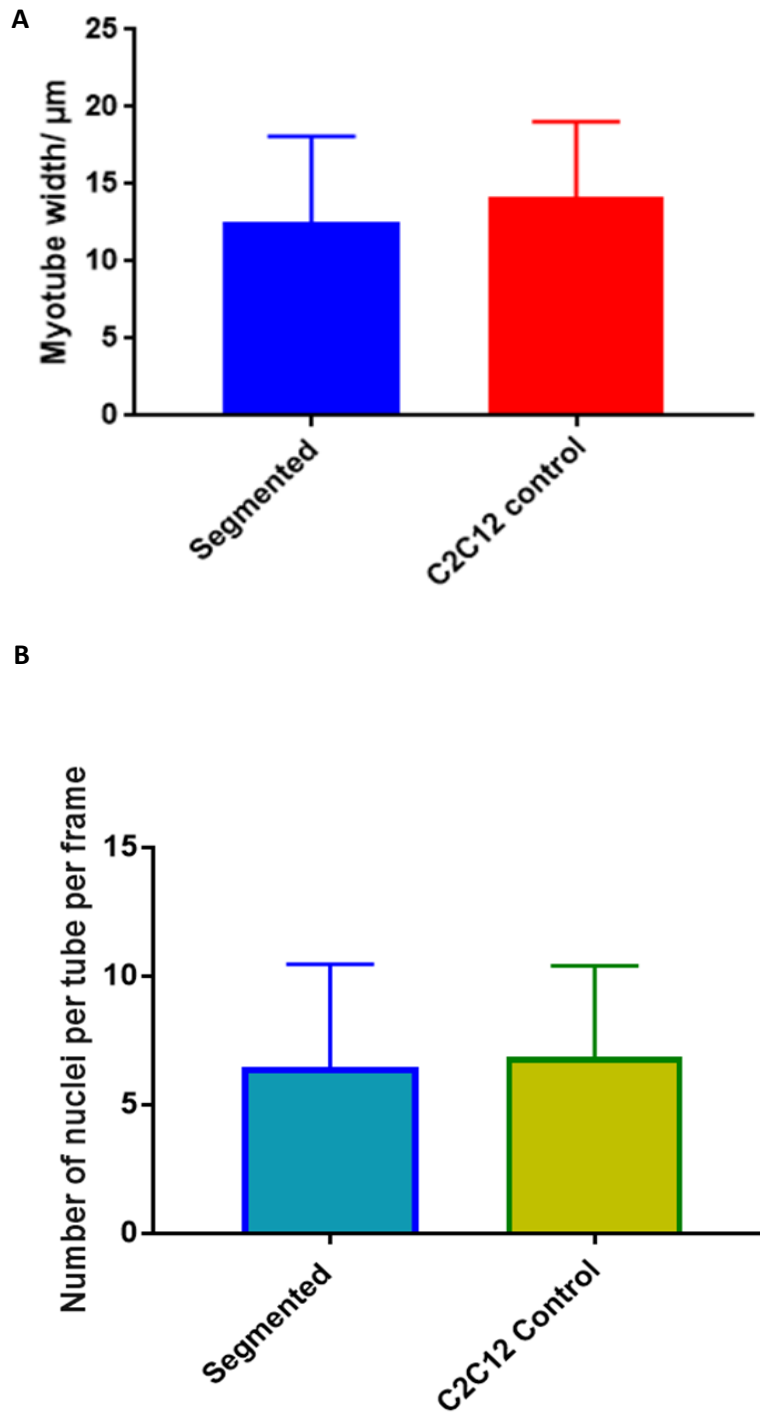 A
Myotube width/ µm
25
20
15
10
5
0
Segmented
C2C12 control
B
Number of nuclei per tube per frame
15
10
5
0
Segmented
C2C12 Control